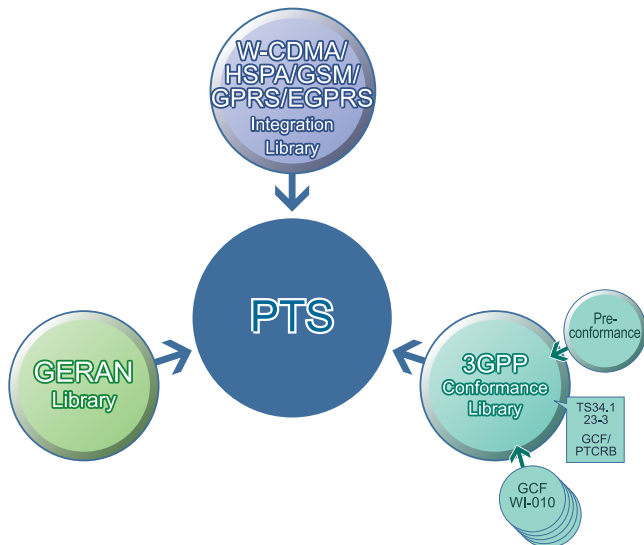 W-CDMA/
HSPA/GSM/
GPRS/EGPRS
Integration
Library
PTS
GERAN
Library
3GPP
Conformance
Library
Pre-
conformance
TS34.1
23-3
GCF/
PTCRB
GCF
WI-010